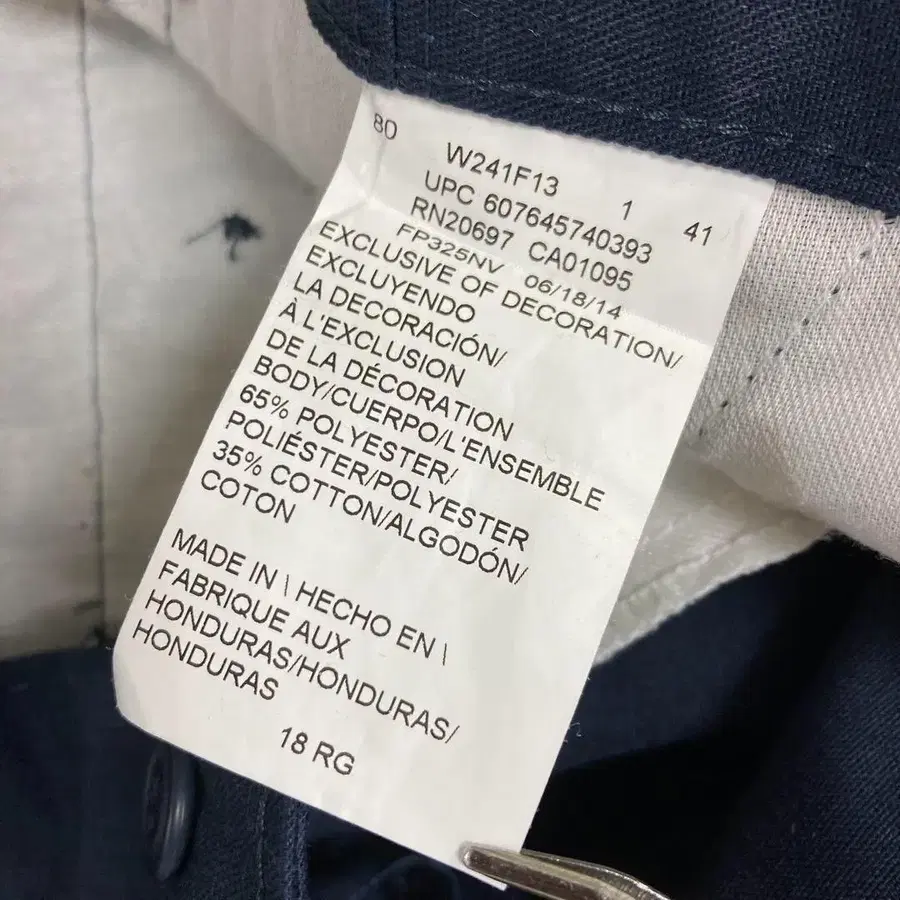 80
W241F13 1 41
UPC 607645740393
RN20697 CA01095
FP325NV 06/18/14
EXCLUSIVE OF DECORATION/
EXCLUYENDO
LA DECORACIÓN/
À L'EXCLUSION
DE LA DÉCORATION
BODY/CUERPO/L'ENSEMBLE
65% POLYESTER/
POLIÉSTER/POLYESTER
35% COTTON/ALGODÓN/
COTON
MADE IN \ HECHO EN \
FABRIQUE AUX
HONDURAS/HONDURAS/
HONDURAS
18 RG